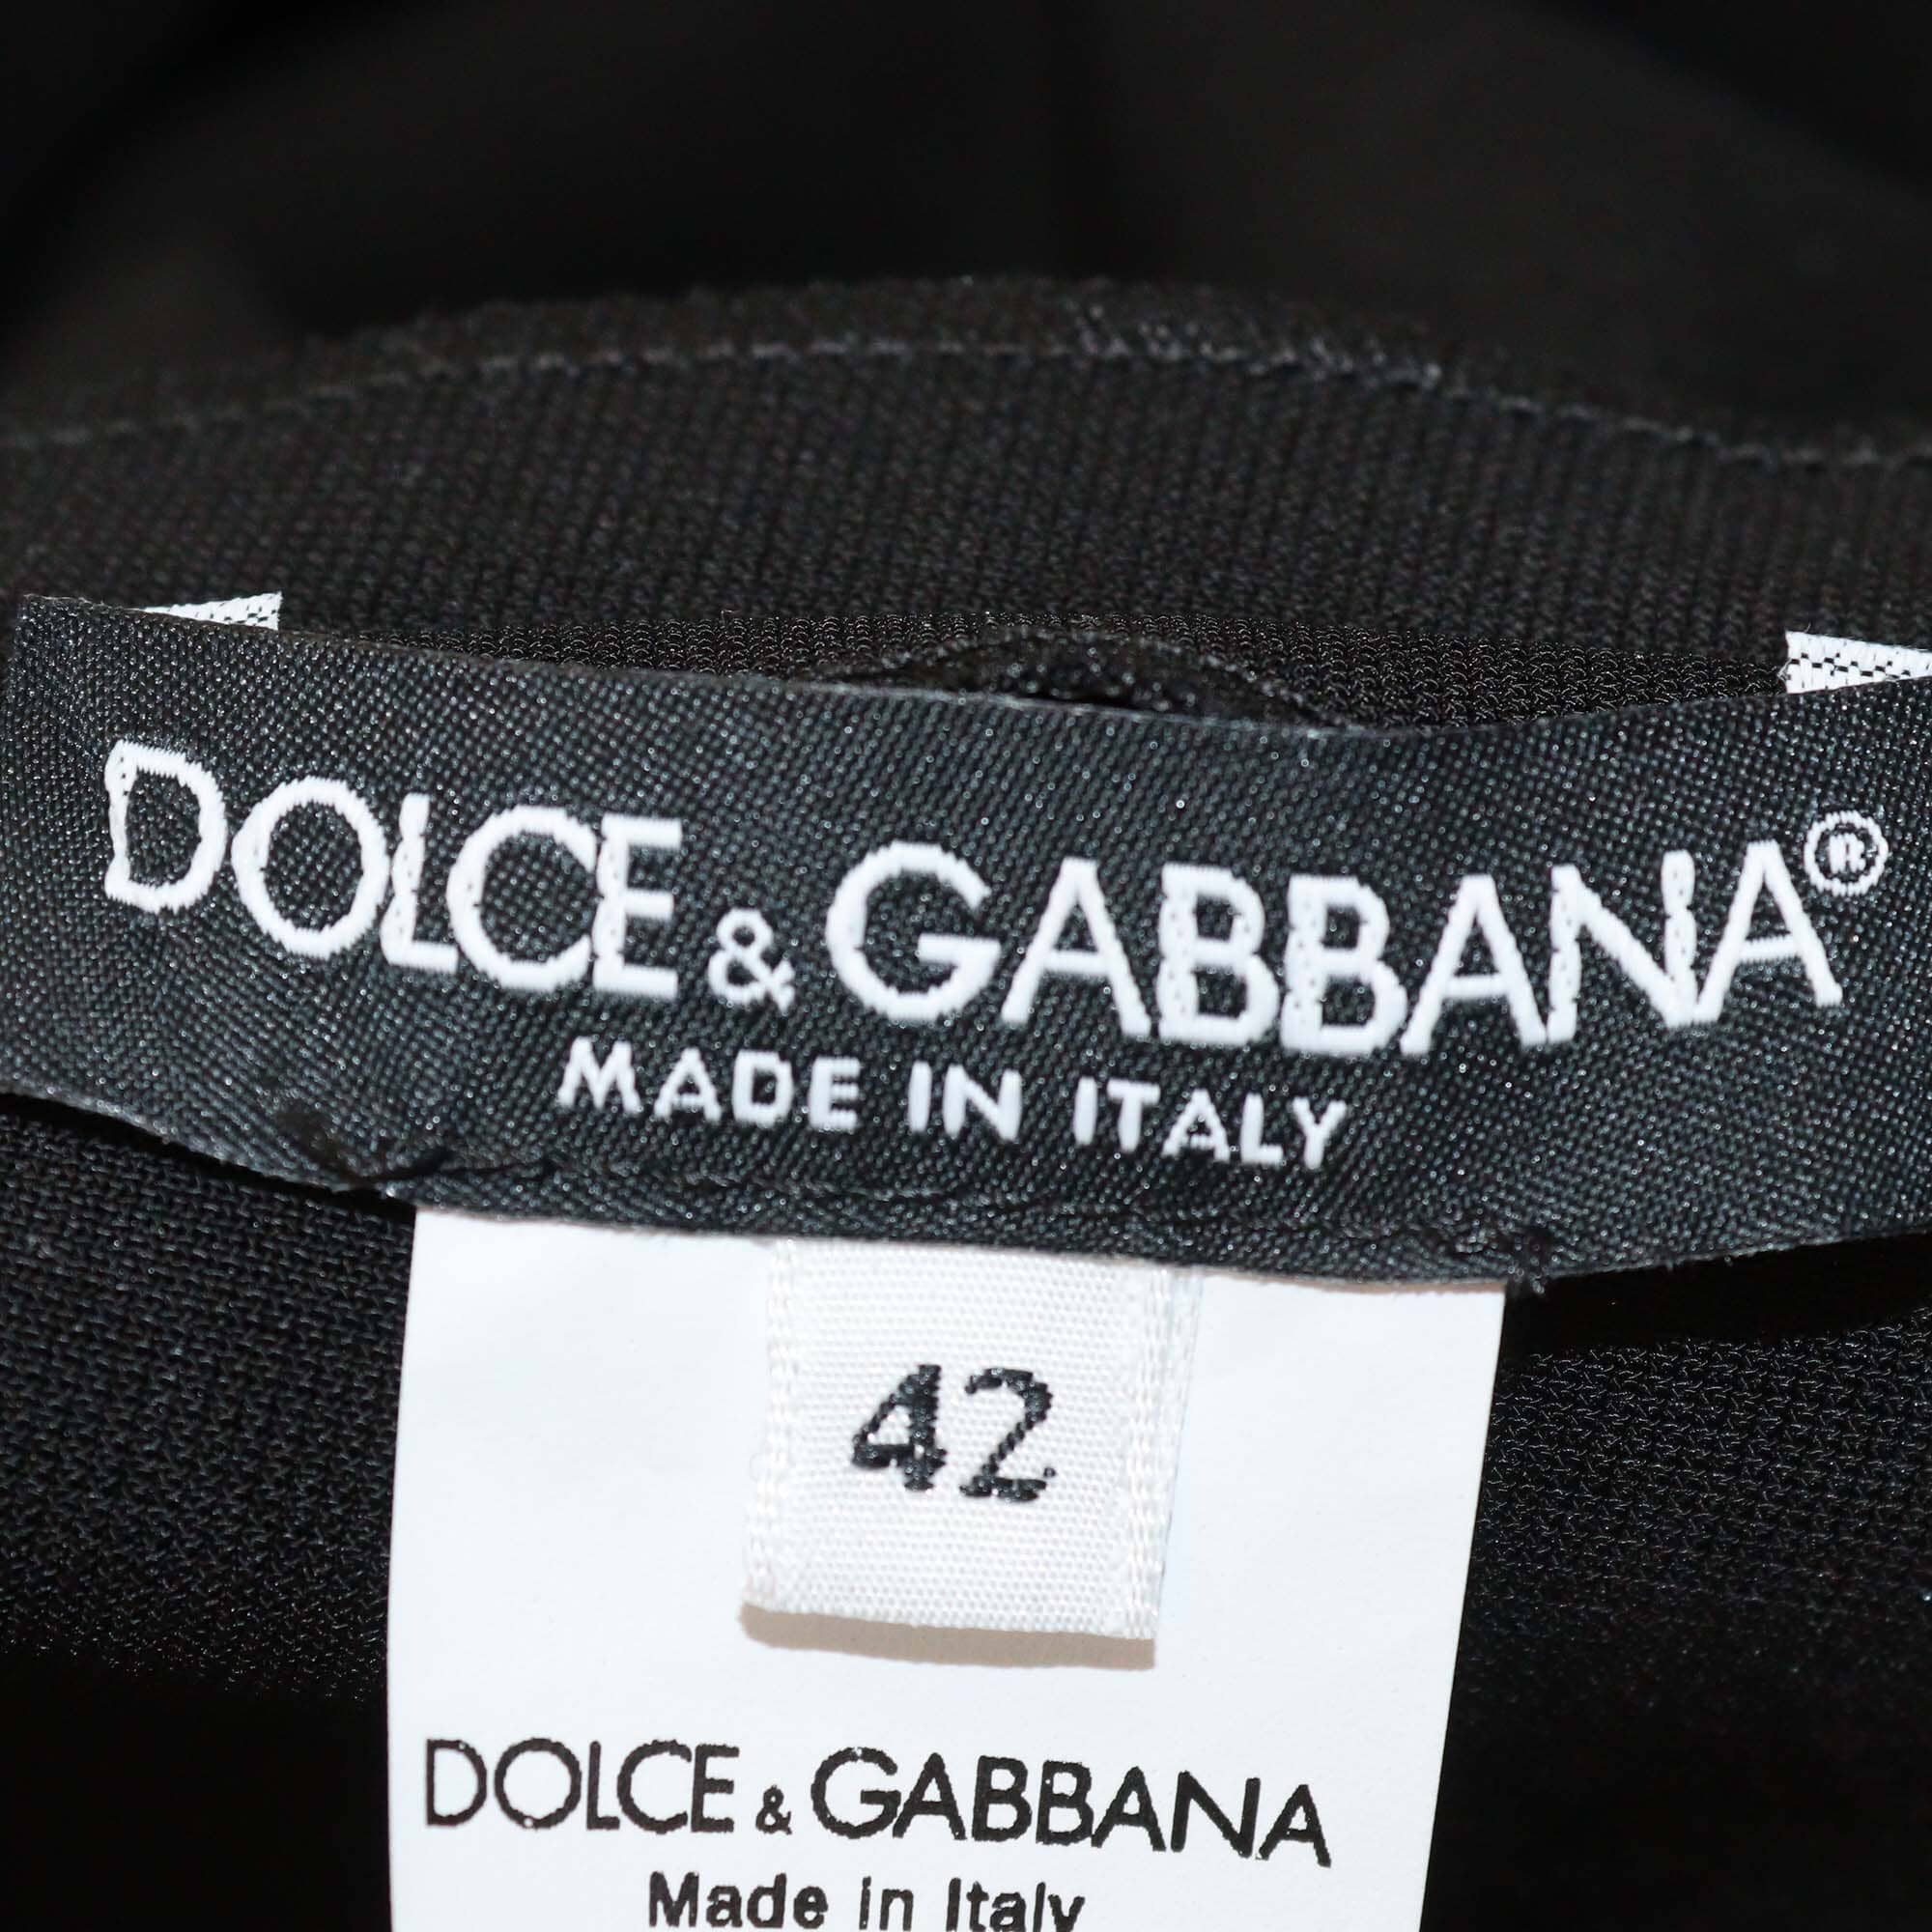 DOLCE & GABBANA®
MADE IN ITALY
42
DOLCE & GABBANA
Made in Italy